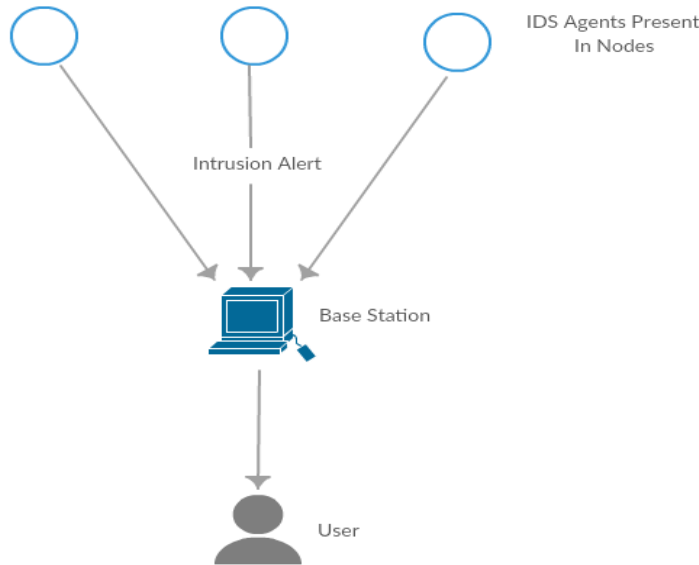 IDS Agents Present
In Nodes
Intrusion Alert
Base Station
User